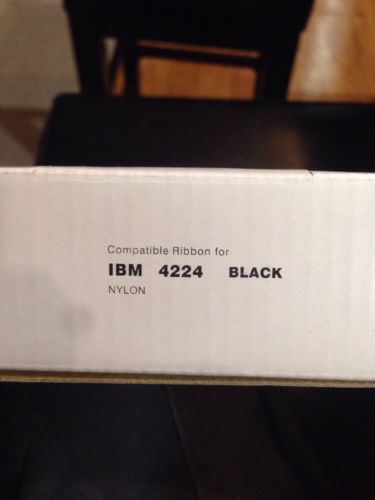 Compatible Ribbon for
IBM 4224 BLACK
NYLON